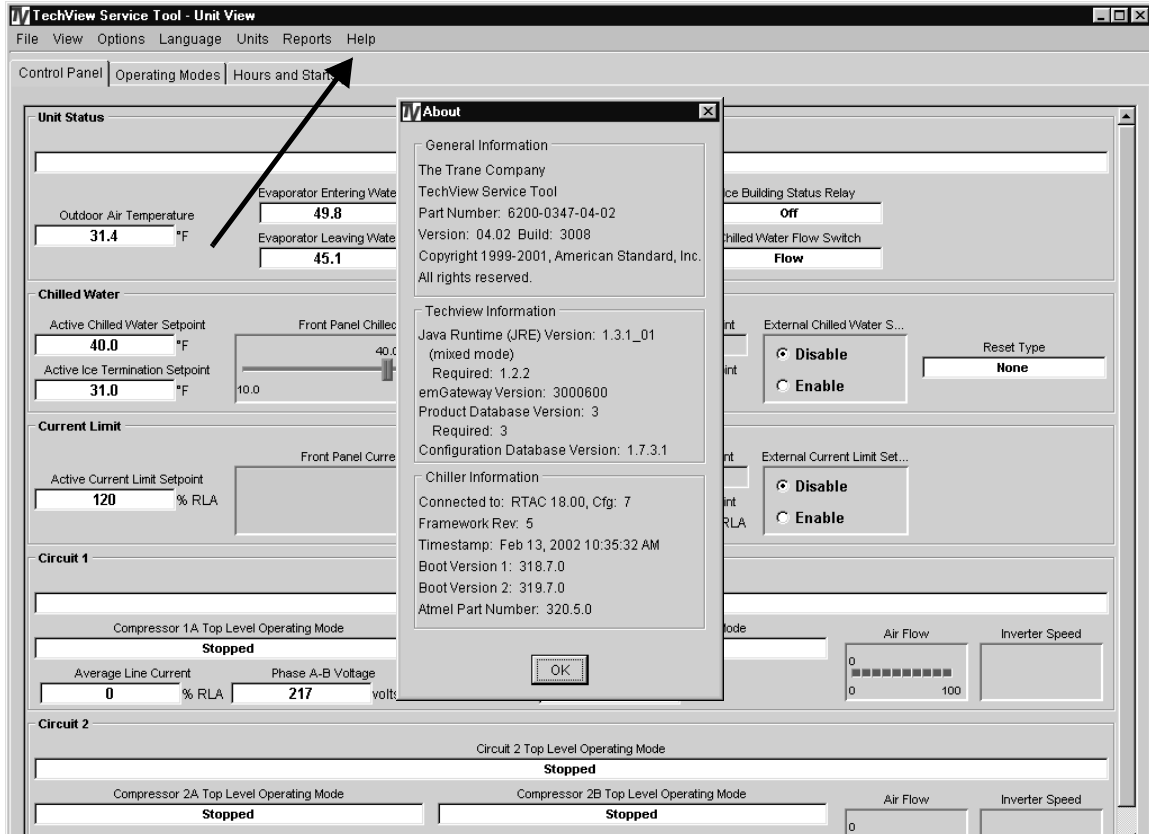 TechView Service Tool - Unit View
File View Options Language Units Reports Help
Control Panel Operating Modes Hours and
Unit Status
Outdoor Air Temperature
31.4 °F
Evaporator Entering
49.8
Evaporator Leaving
45.1
Building Status Relay
Off
Water Flow Switch
Flow
Chilled Water
Active Chilled Water Setpoint
40.0 °F
Active Ice Termination Setpoint
31.0 °F
Front Panel
40.0
10.0
External Chilled Water S...
Disable
Enable
Reset Type
None
Current Limit
Active Current Limit Setpoint
120 % RLA
Front Panel
External Current Limit Set...
Disable
Enable
Circuit 1
Compressor 1A Top Level Operating Mode
Stopped
Average Line Current
0 % RLA
Phase A-B Voltage
217 volts
Air Flow
0
0 100
Inverter Speed
Circuit 2
Circuit 2 Top Level Operating Mode
Stopped
Compressor 2A Top Level Operating Mode
Stopped
Compressor 2B Top Level Operating Mode
Stopped
Air Flow
0
Inverter Speed
About
General Information
The Trane Company
TechView Service Tool
Part Number: 6200-0347-04-02
Version: 04.02 Build: 3008
Copyright 1999-2001, American Standard, Inc.
All rights reserved.
Techview Information
Java Runtime (JRE) Version: 1.3.1_01
(mixed mode)
Required: 1.2.2
emGateway Version: 3000600
Product Database Version: 3
Required: 3
Configuration Database Version: 1.7.3.1
Chiller Information
Connected to: RTAC 18.00, Cfg: 7
Framework Rev: 5
Timestamp: Feb 13, 2002 10:35:32 AM
Boot Version 1: 318.7.0
Boot Version 2: 319.7.0
Atmel Part Number: 320.5.0
OK